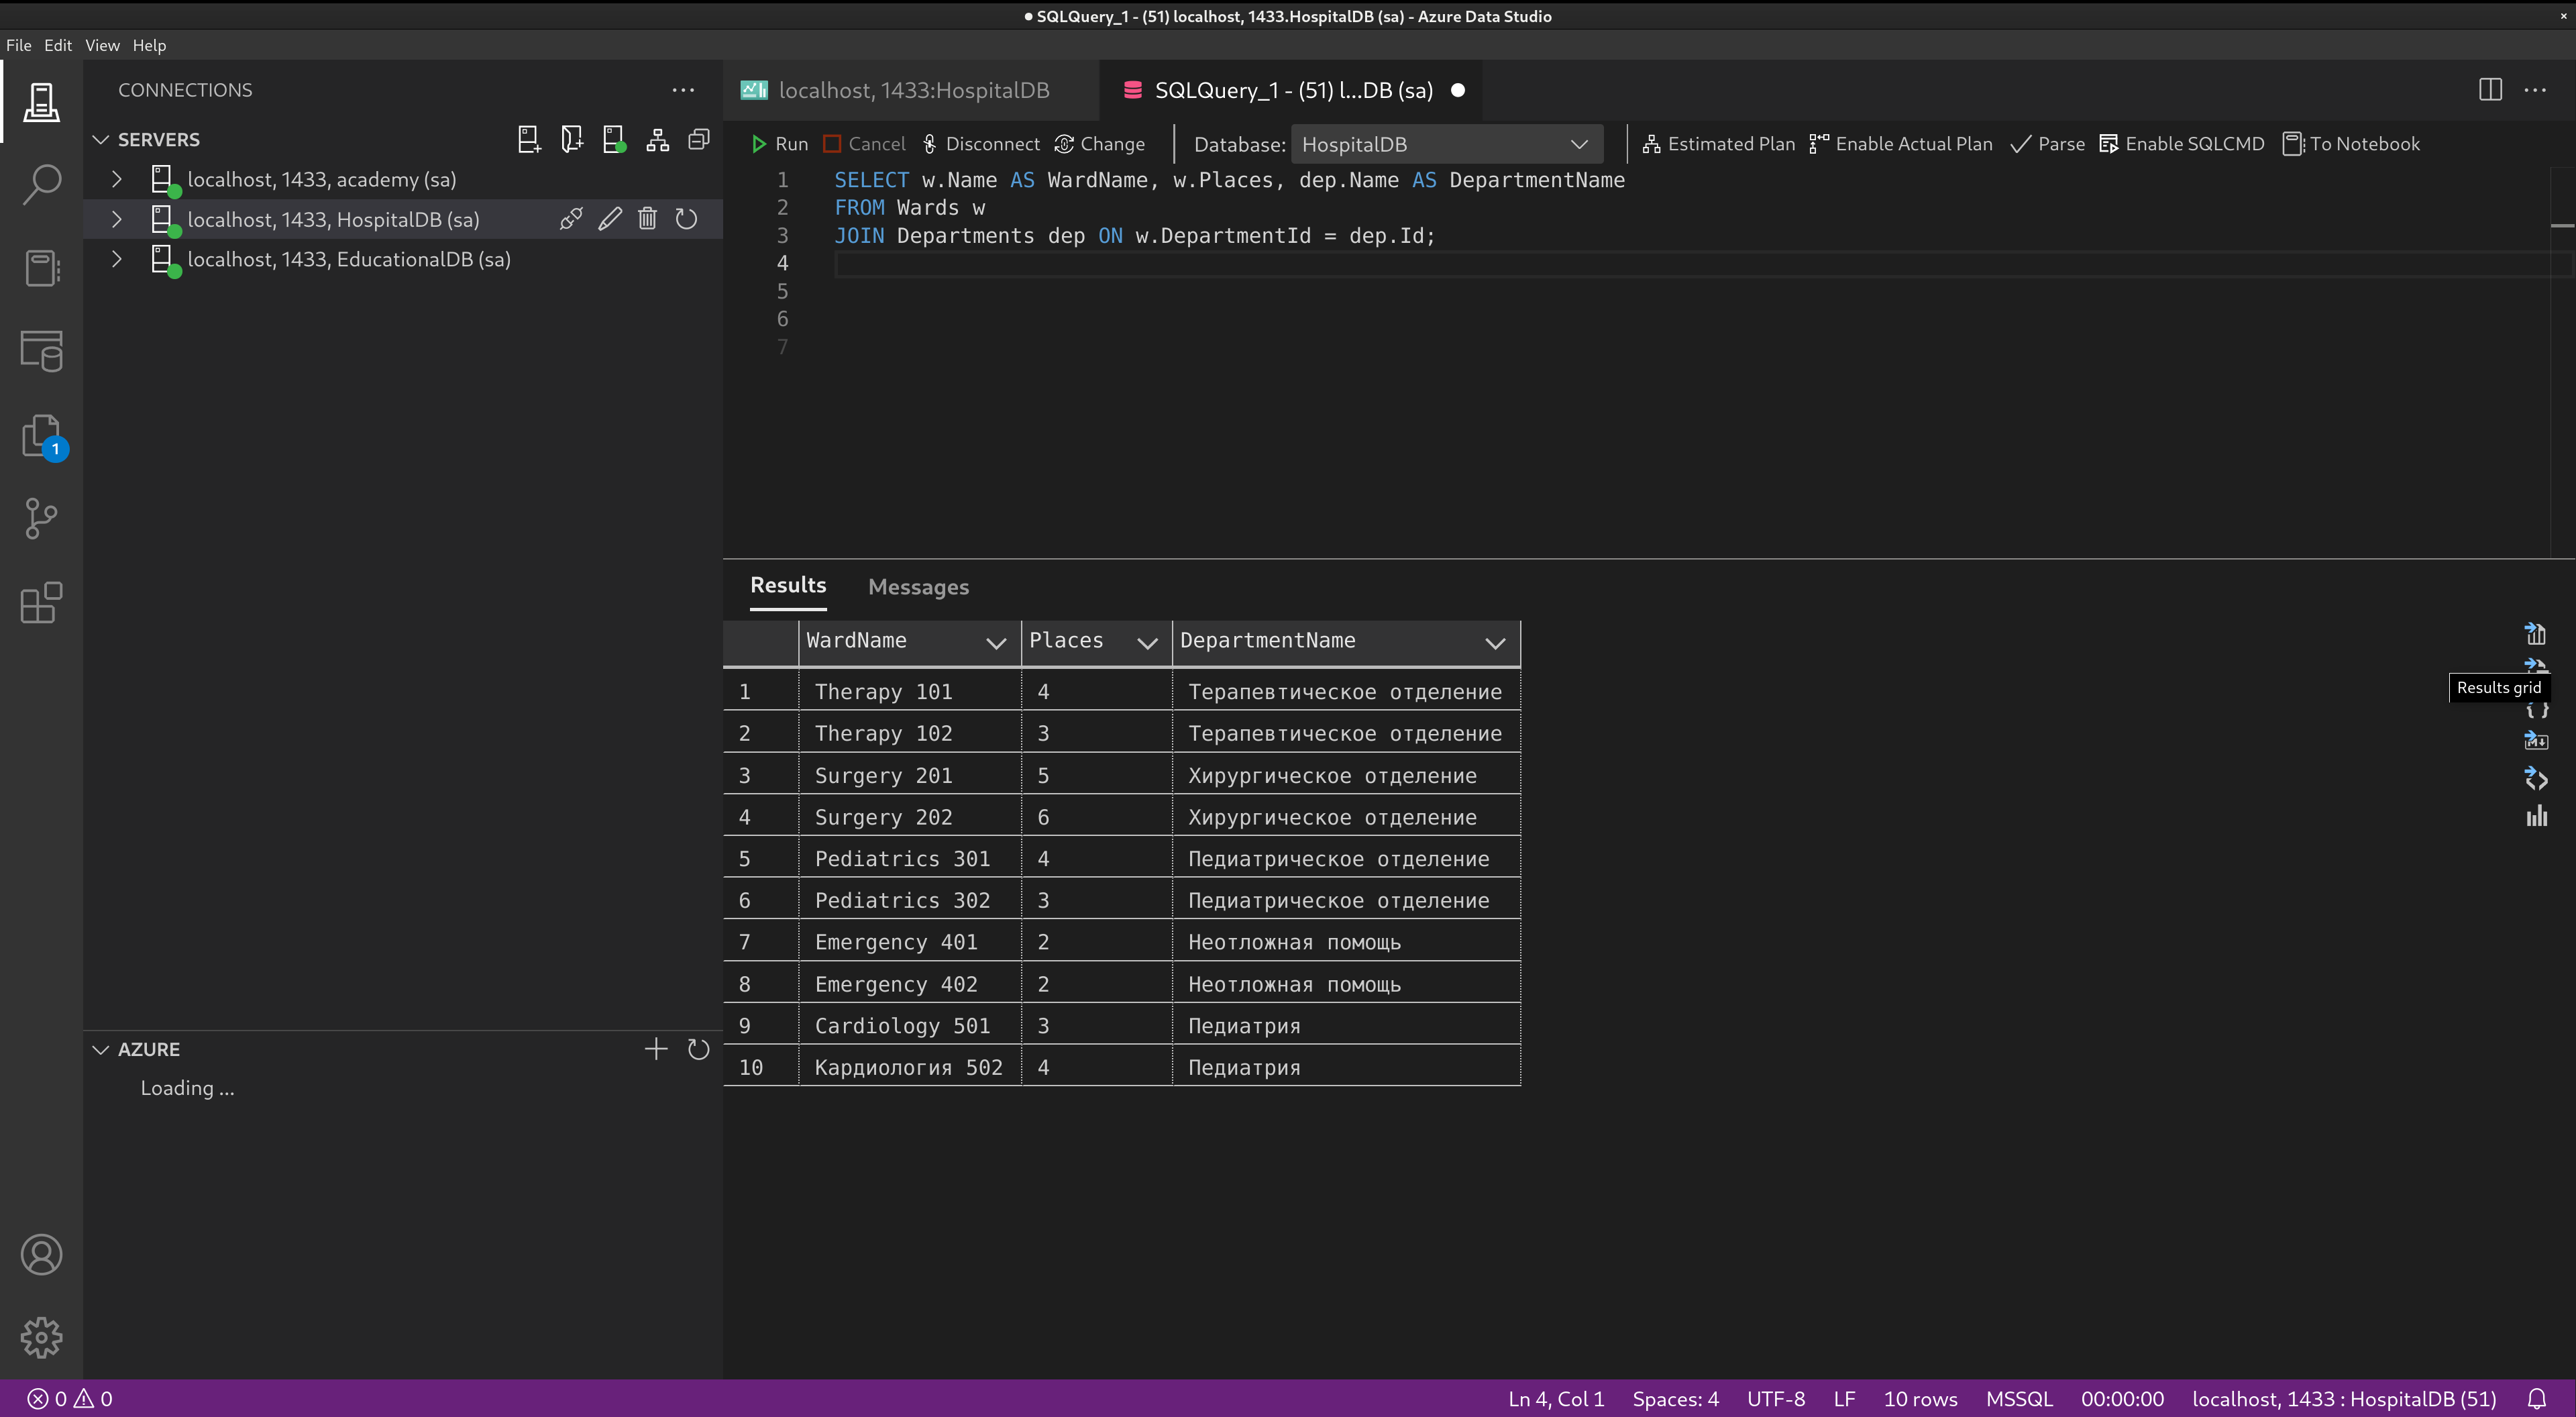 SQLQuery_1 - (51) localhost, 1433.HospitalDB (sa) - Azure Data Studio
File Edit View Help
CONNECTIONS
SERVERS
localhost, 1433, academy (sa)
localhost, 1433, HospitalDB (sa)
localhost, 1433, EducationalDB (sa)
1
AZURE
Loading ...
localhost, 1433:HospitalDB
SQLQuery_1 - (51) l...DB (sa)
Run Cancel Disconnect Change Database: HospitalDB Estimated Plan Enable Actual Plan Parse Enable SQLCMD To Notebook
1 SELECT w.Name AS WardName, w.Places, dep.Name AS DepartmentName
2 FROM Wards w
3 JOIN Departments dep ON w.DepartmentId = dep.Id;
4
5
6
7
Results Messages
WardName Places DepartmentName
1 Therapy 101 4 Терапевтическое отделение
2 Therapy 102 3 Терапевтическое отделение
3 Surgery 201 5 Хирургическое отделение
4 Surgery 202 6 Хирургическое отделение
5 Pediatrics 301 4 Педиатрическое отделение
6 Pediatrics 302 3 Педиатрическое отделение
7 Emergency 401 2 Неотложная помощь
8 Emergency 402 2 Неотложная помощь
9 Cardiology 501 3 Педиатрия
10 Кардиология 502 4 Педиатрия
Results grid
0 0
Ln 4, Col 1 Spaces: 4 UTF-8 LF 10 rows MSSQL 00:00:00 localhost, 1433 : HospitalDB (51)